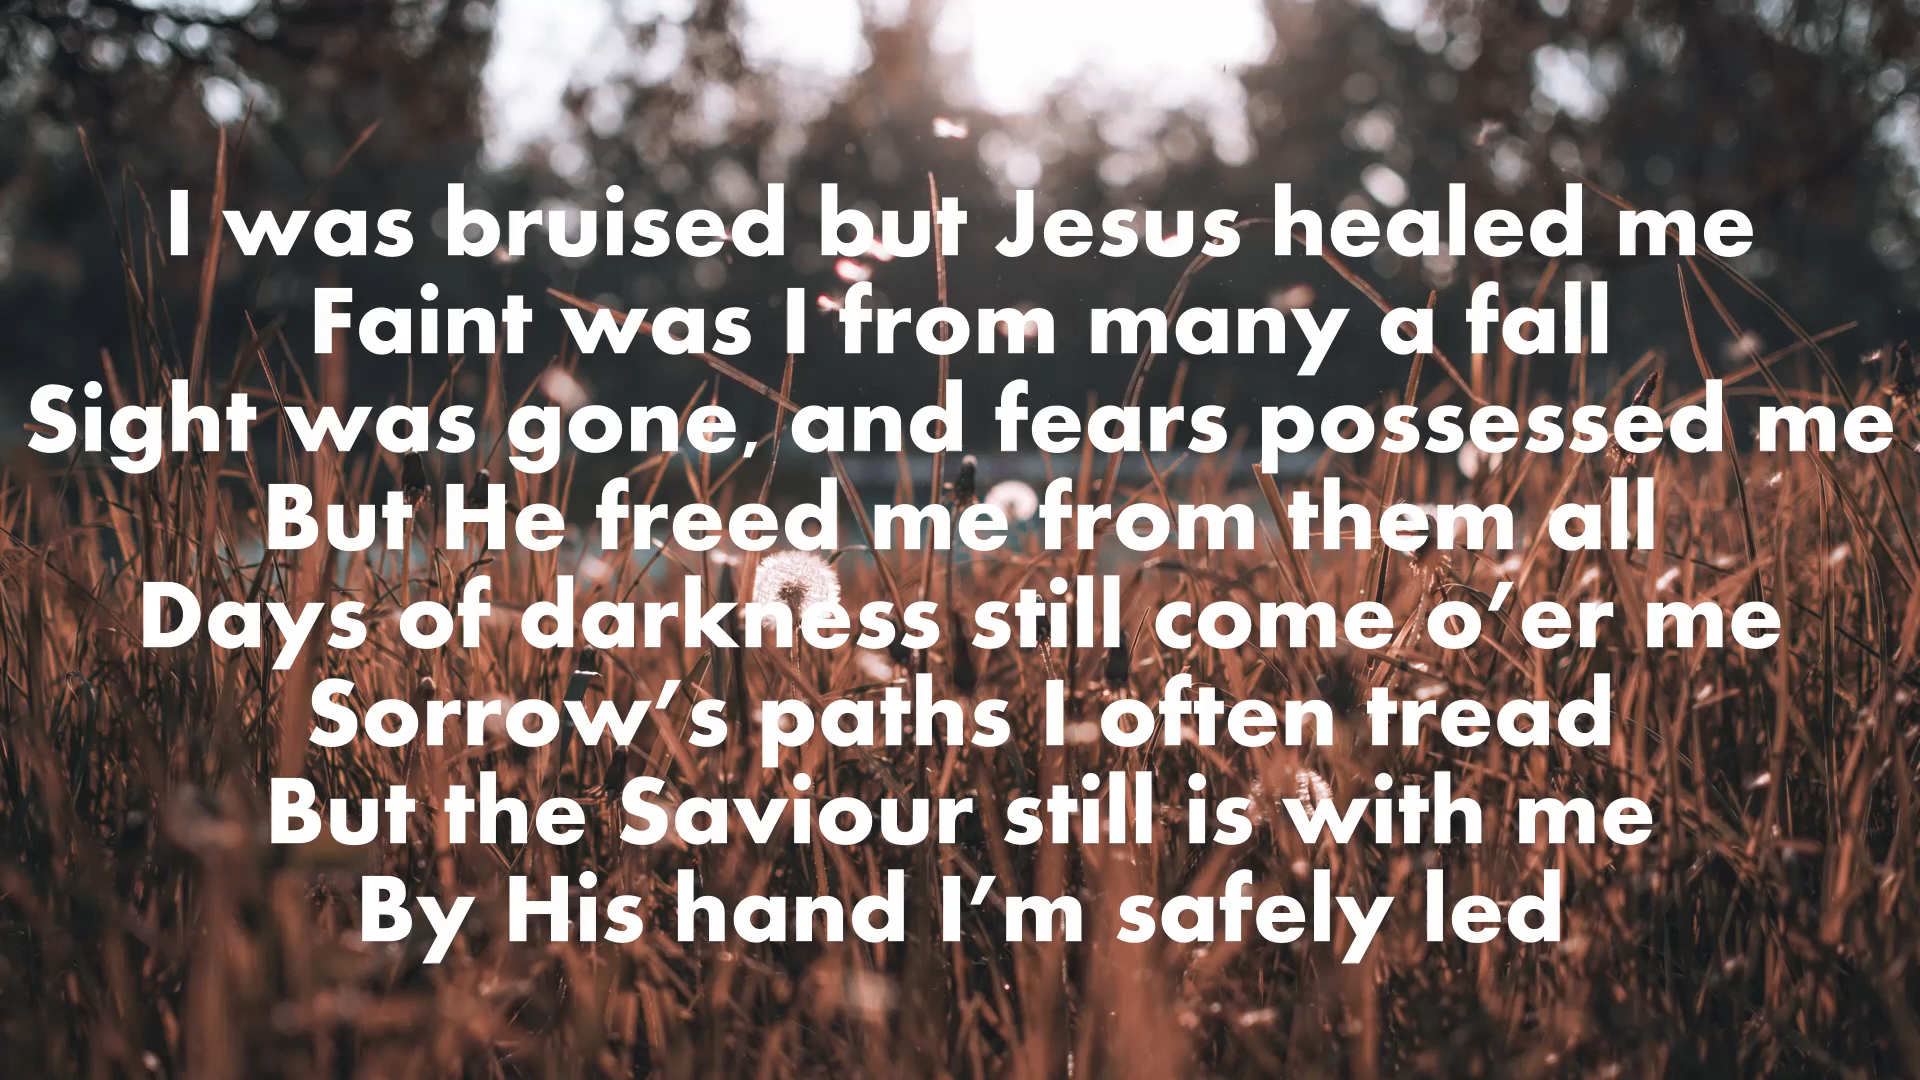 I was bruised but Jesus healed me
Faint was I from many a fall
Sight was gone, and fears possessed me
But He freed me from them all
Days of darkness still come o’er me
Sorrow’s paths I often tread
But the Saviour still is with me
By His hand I’m safely led